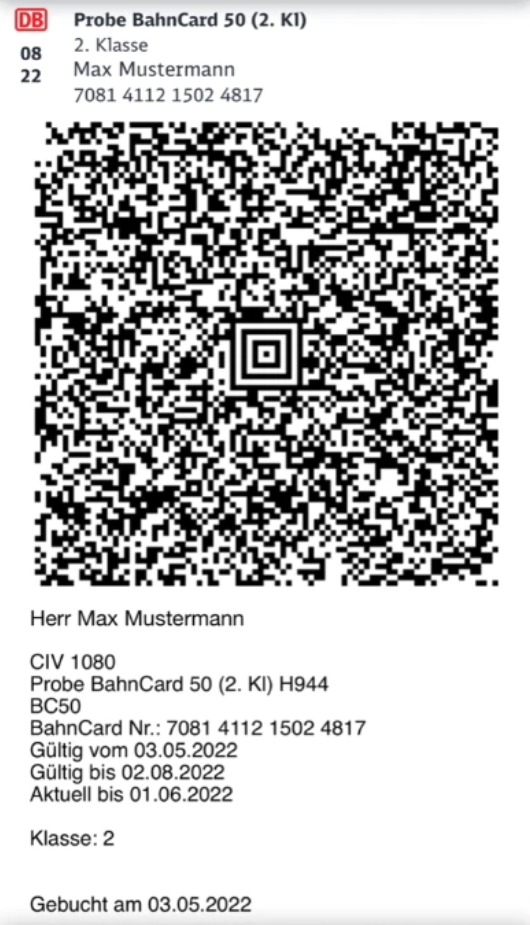 DB
Probe BahnCard 50 (2. Kl)
08
2. Klasse
22
Max Mustermann
7081 4112 1502 4817
Herr Max Mustermann
CIV 1080
Probe BahnCard 50 (2. Kl) H944
BC50
BahnCard Nr.: 7081 4112 1502 4817
Gültig vom 03.05.2022
Gültig bis 02.08.2022
Aktuell bis 01.06.2022
Klasse: 2
Gebucht am 03.05.2022